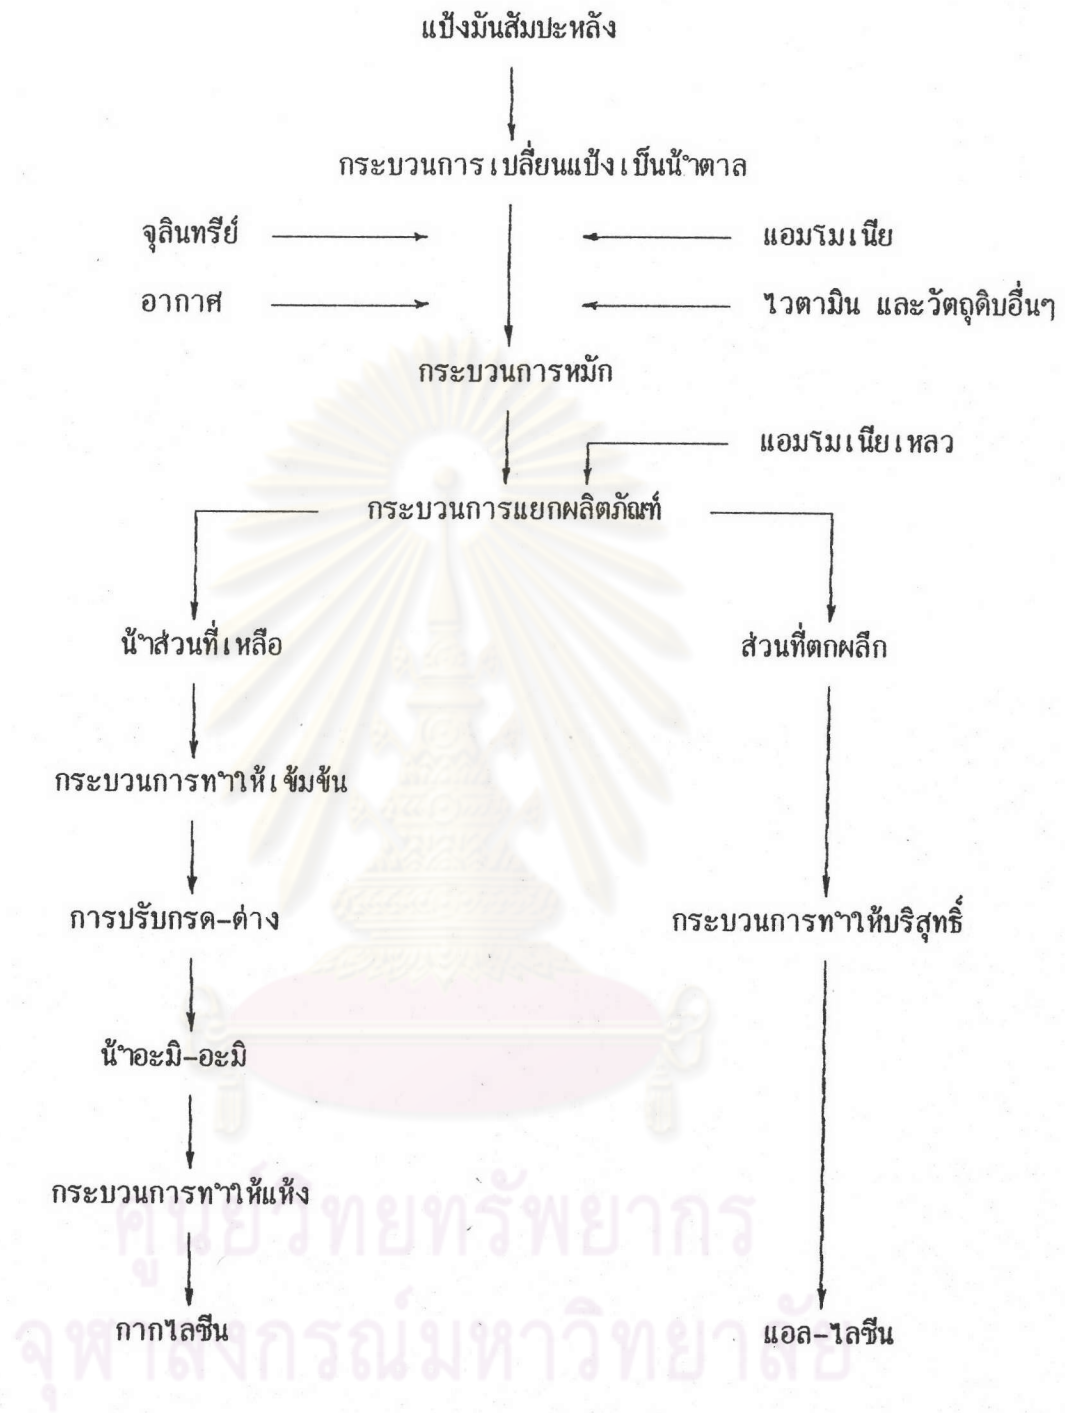 แป้งมันสัมปะหลัง
กระบวนการเปลี่ยนแป้งเป็นน้ำตาล
จุลินทรีย์
แอมโมเนีย
อากาศ
ไวตามิน และวัตถุดิบอื่นๆ
กระบวนการหมัก
แอมโมเนียเหลว
กระบวนการแยกผลิตภัณฑ์
น้ำส่วนที่เหลือ
ส่วนที่ตกผลึก
กระบวนการทำให้เข้มข้น
การปรับกรด-ด่าง
กระบวนการทำให้บริสุทธิ์
น้ำอะมิ-อะมิ
กระบวนการทำให้แห้ง
ศูนย์วิทยทรัพยากร
กากไลซีน
แอล-ไลซีน
จุฬาลงกรณ์มหาวิทยาลัย